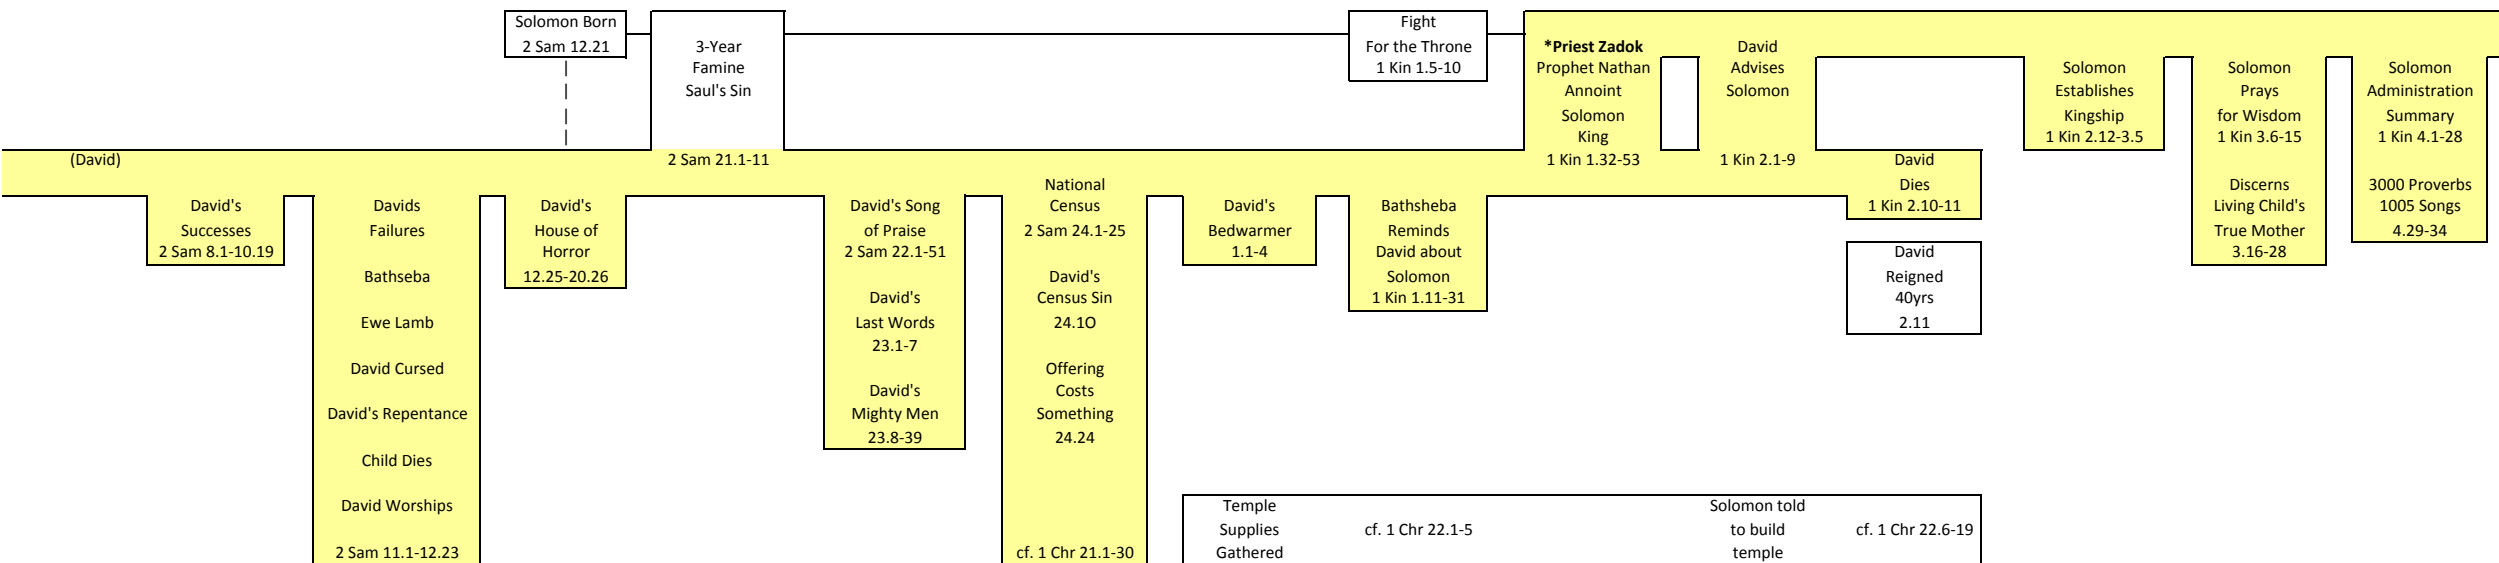 Solomon Born
2 Sam 12.21
3-Year
Famine
Saul's Sin
2 Sam 21.1-11
Fight
For the Throne
1 Kin 1.5-10
*Priest Zadok
Prophet Nathan
Annoint
Solomon
King
1 Kin 1.32-53
David
Advises
Solomon
1 Kin 2.1-9
Solomon
Establishes
Kingship
1 Kin 2.12-3.5
Solomon
Prays
for Wisdom
1 Kin 3.6-15
Discerns
Living Child's
True Mother
3.16-28
Solomon
Administration
Summary
1 Kin 4.1-28
3000 Proverbs
1005 Songs
4.29-34
(David)
David's
Successes
2 Sam 8.1-10.19
Davids
Failures
Bathseba
Ewe Lamb
David Cursed
David's Repentance
Child Dies
David Worships
2 Sam 11.1-12.23
David's
House of
Horror
12.25-20.26
David's Song
of Praise
2 Sam 22.1-51
David's
Last Words
23.1-7
David's
Mighty Men
23.8-39
National
Census
2 Sam 24.1-25
David's
Census Sin
24.1O
Offering
Costs
Something
24.24
cf. 1 Chr 21.1-30
David's
Bedwarmer
1.1-4
Bathsheba
Reminds
David about
Solomon
1 Kin 1.11-31
David
Dies
1 Kin 2.10-11
David
Reigned
40yrs
2.11
Temple
Supplies
Gathered
cf. 1 Chr 22.1-5
Solomon told
to build
temple
cf. 1 Chr 22.6-19